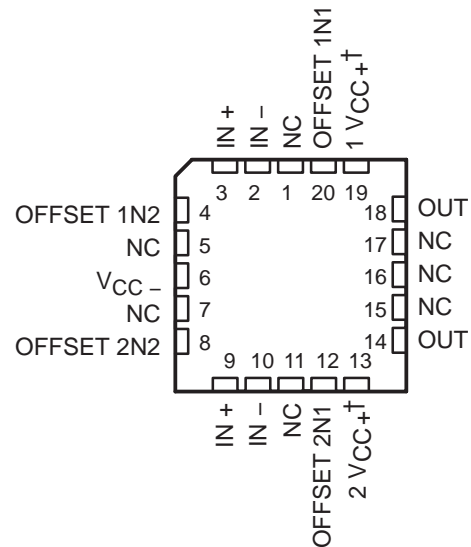 IN +
IN –
NC
OFFSET 1N1
1 VCC+†
3
2
1
20
19
OFFSET 1N2
4
18
OUT
NC
5
17
NC
VCC –
6
16
NC
NC
7
15
NC
OFFSET 2N2
8
14
OUT
9
10
11
12
13
IN +
IN –
NC
OFFSET 2N1
2 VCC+†